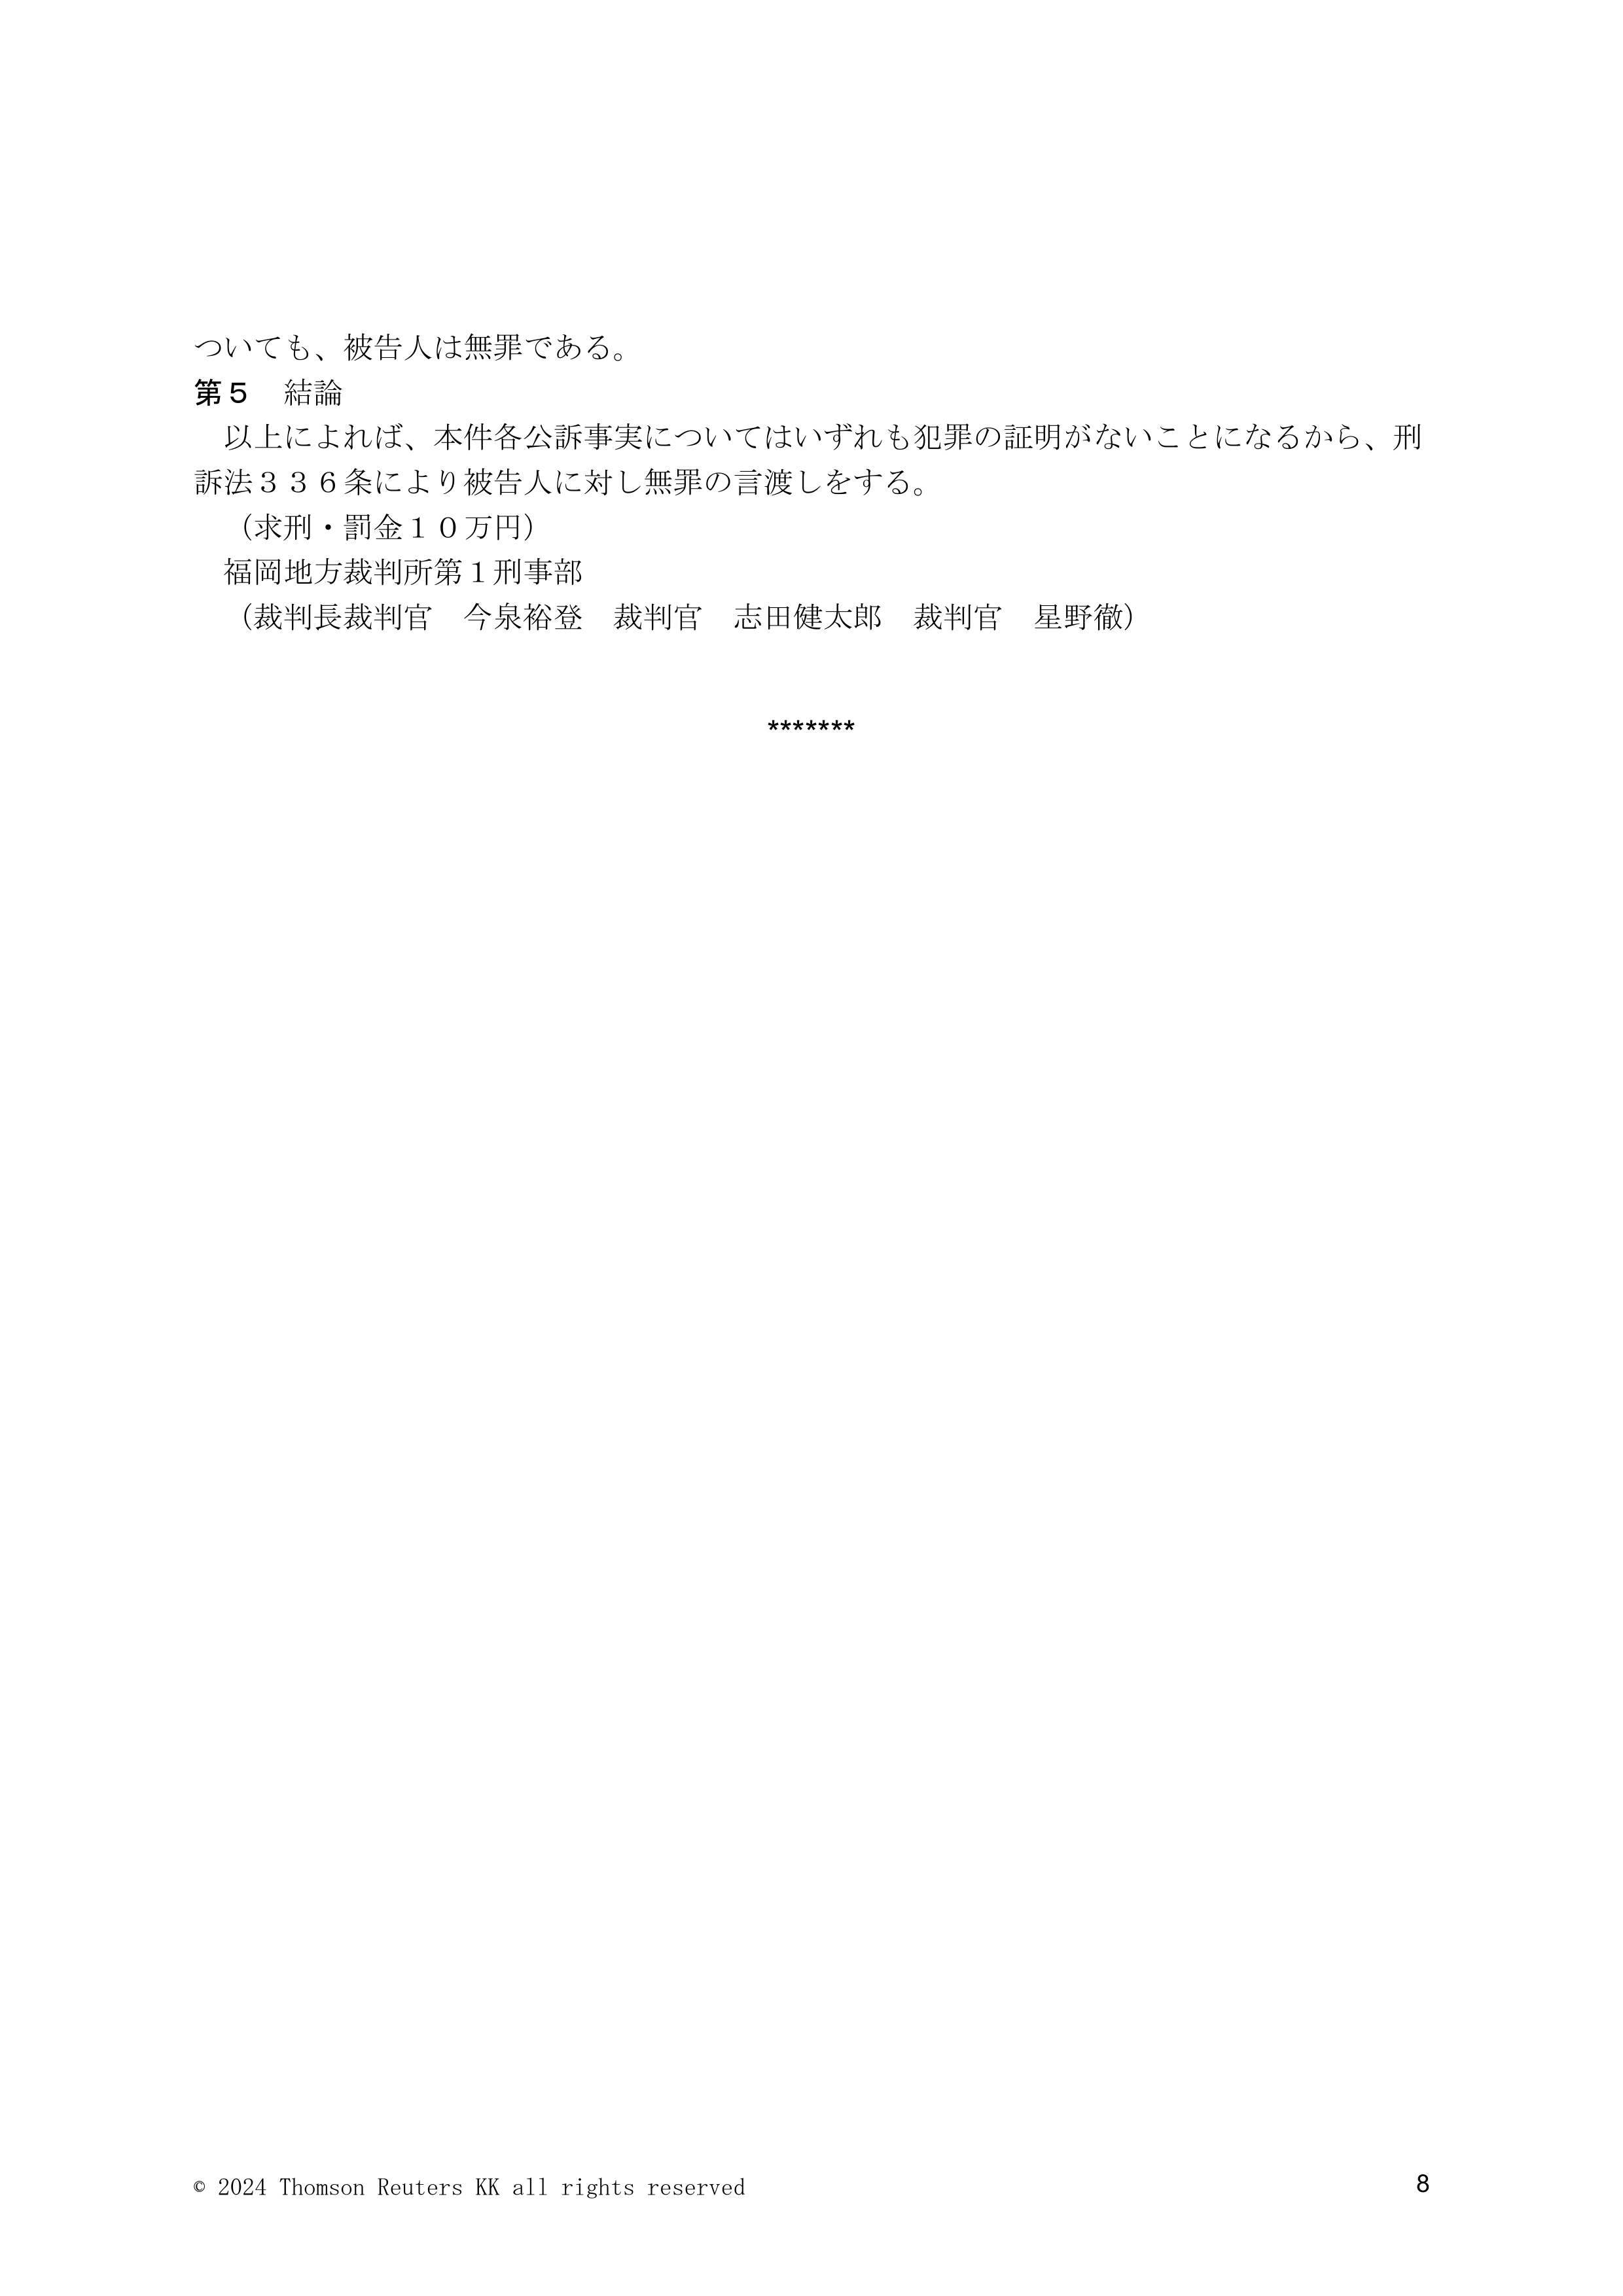 ついても、被告人は無罪である。
第５　結論
　以上によれば、本件各公訴事実についてはいずれも犯罪の証明がないことになるから、刑
訴法３３６条により被告人に対し無罪の言渡しをする。
　（求刑・罰金１０万円）
　福岡地方裁判所第１刑事部
　（裁判長裁判官　今泉裕登　裁判官　志田健太郎　裁判官　星野徹）
*******
© 2024 Thomson Reuters KK all rights reserved
8